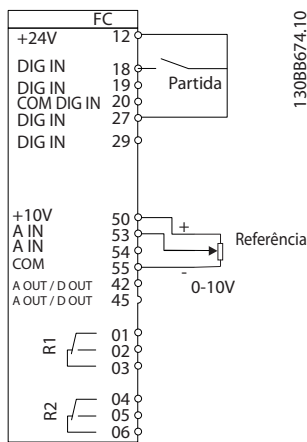 FC
+24V 12
DIG IN 18
DIG IN 19
COM DIG IN 20
DIG IN 27
DIG IN 29
Partida
+10V 50
A IN 53
A IN 54
COM 55
A OUT / D OUT 42
A OUT / D OUT 45
+
-
Referência
0-10V
R1
01
02
03
R2
04
05
06
130BB674.10